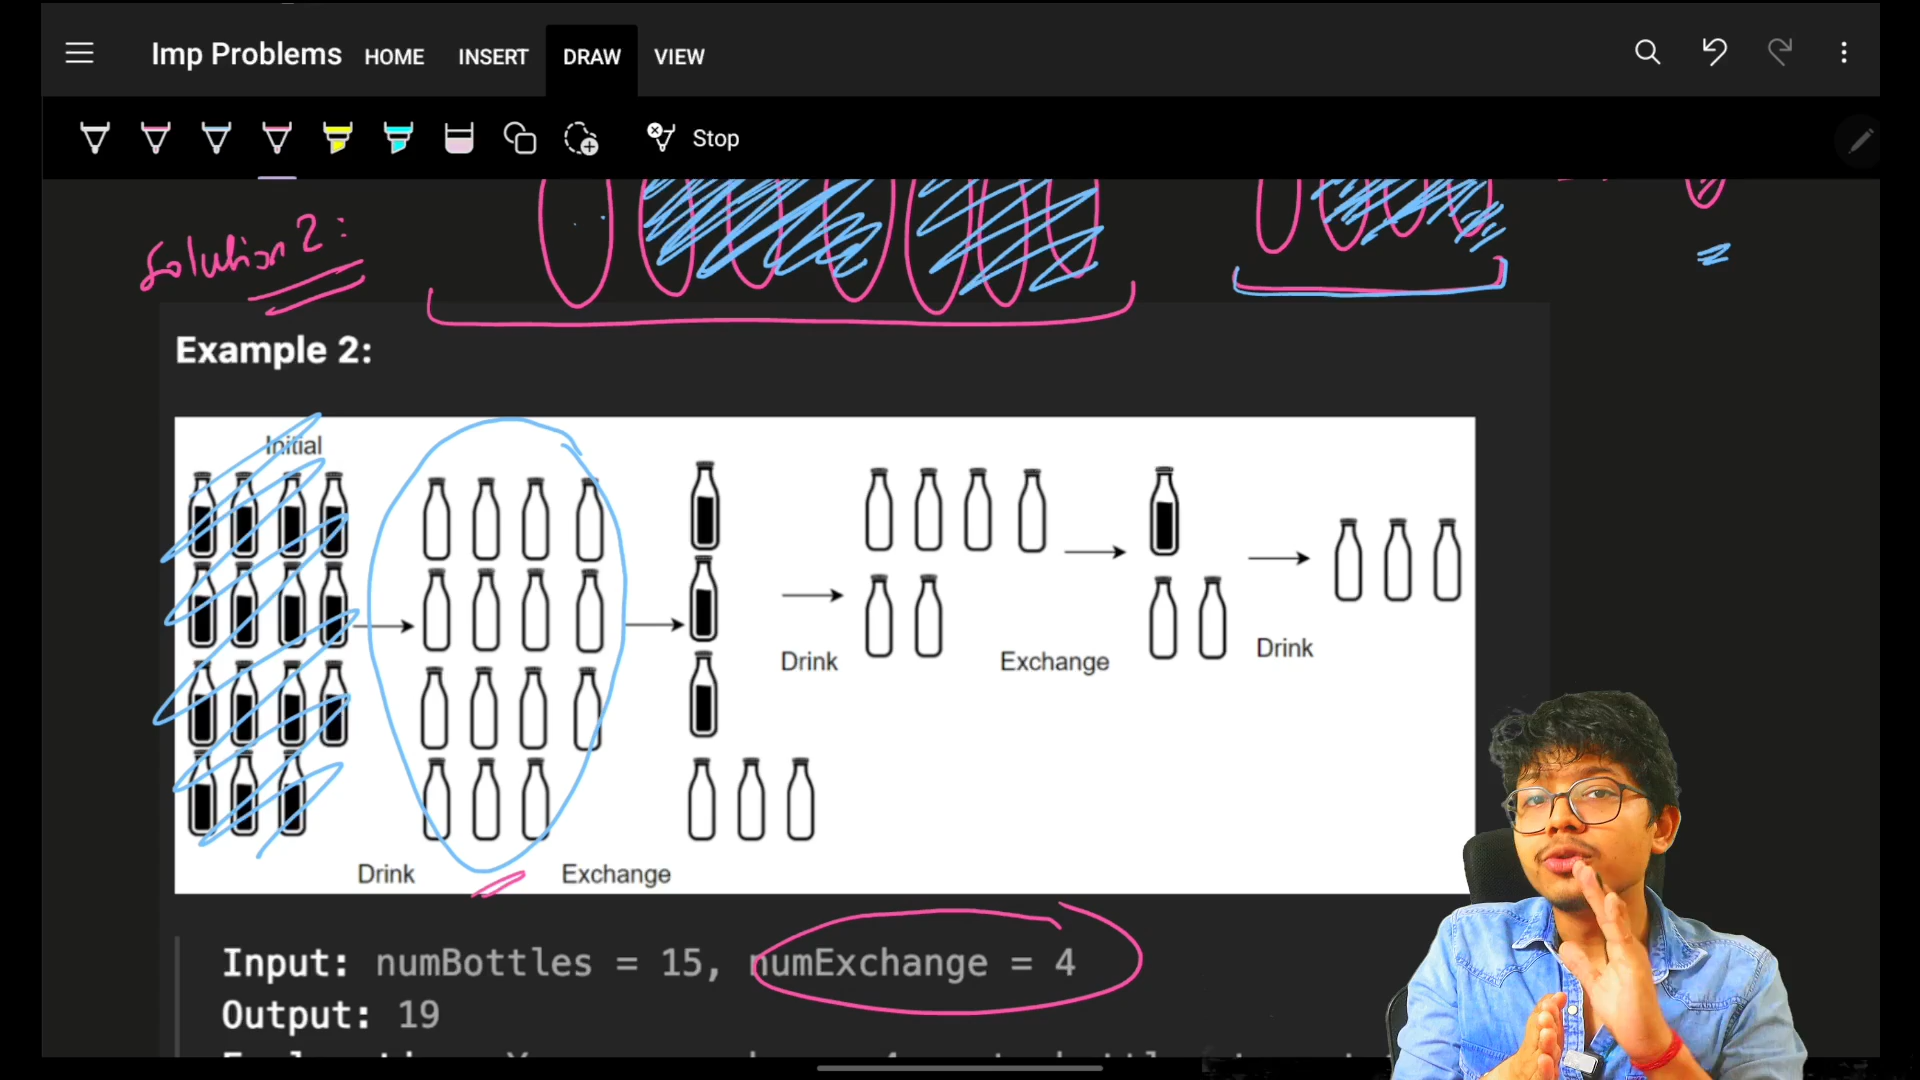 Imp Problems HOME INSERT DRAW VIEW
Stop
Solution 2:
Example 2:
Initial
Drink
Exchange
Drink
Exchange
Drink
Input: numBottles = 15, numExchange = 4
Output: 19